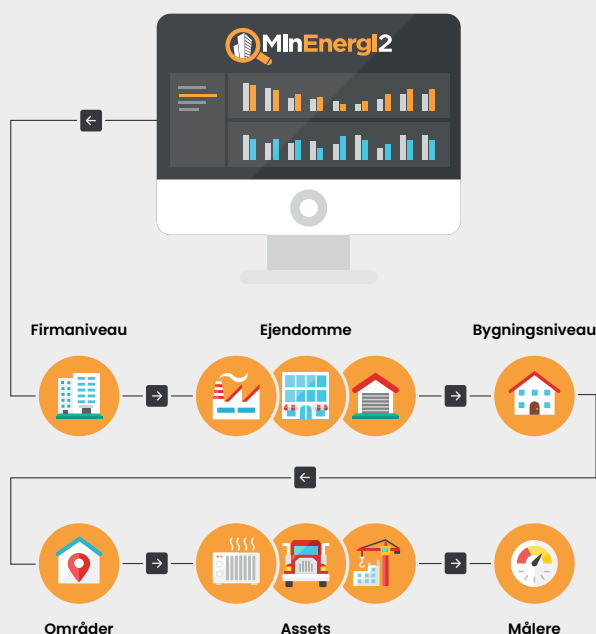 MInEnergI2
Firmaniveau
Ejendomme
Bygningsniveau
Områder
Assets
Målere